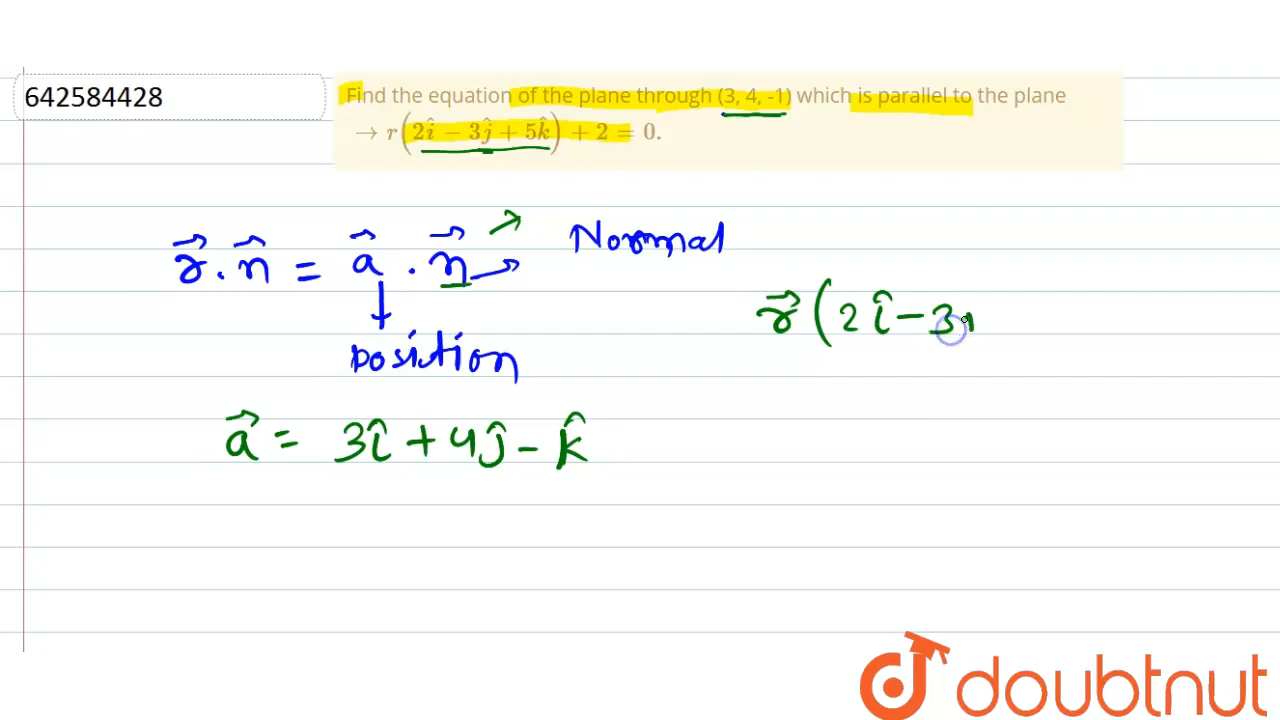 642584428
Find the equation of the plane through (3, 4, -1) which is parallel to the plane
→ r(2î − 3ĵ + 5k̂) + 2 = 0.
r⃗ . n̂ = â . n⃗ → Normal
↓
position
r⃗ (2î − 3
a⃗ = 3î + 4ĵ − k̂
doubtnut